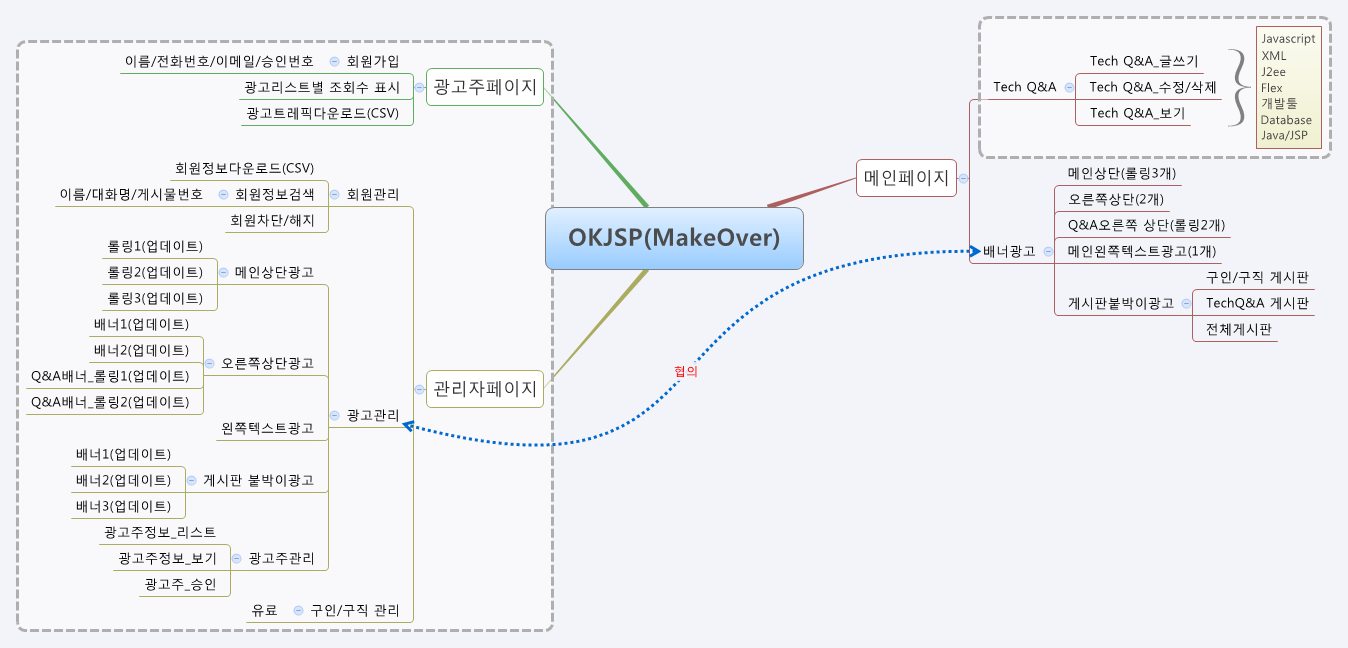 OKJSP(MakeOver)
광고주페이지
회원가입
이름/전화번호/이메일/승인번호
광고리스트별 조회수 표시
광고트레픽다운로드(CSV)
관리자페이지
회원관리
회원정보다운로드(CSV)
회원정보검색
이름/대화명/게시물번호
회원차단/해지
광고관리
메인상단광고
롤링1(업데이트)
롤링2(업데이트)
롤링3(업데이트)
오른쪽상단광고
배너1(업데이트)
배너2(업데이트)
Q&A배너_롤링1(업데이트)
Q&A배너_롤링2(업데이트)
왼쪽텍스트광고
게시판 붙박이광고
배너1(업데이트)
배너2(업데이트)
배너3(업데이트)
광고주관리
광고주정보_리스트
광고주정보_보기
광고주_승인
구인/구직 관리
유료
협의
메인페이지
Tech Q&A
Tech Q&A_글쓰기
Tech Q&A_수정/삭제
Tech Q&A_보기
Javascript
XML
J2ee
Flex
개발툴
Database
Java/JSP
배너광고
메인상단(롤링3개)
오른쪽상단(2개)
Q&A오른쪽 상단(롤링2개)
메인왼쪽텍스트광고(1개)
게시판붙박이광고
구인/구직 게시판
TechQ&A 게시판
전체게시판